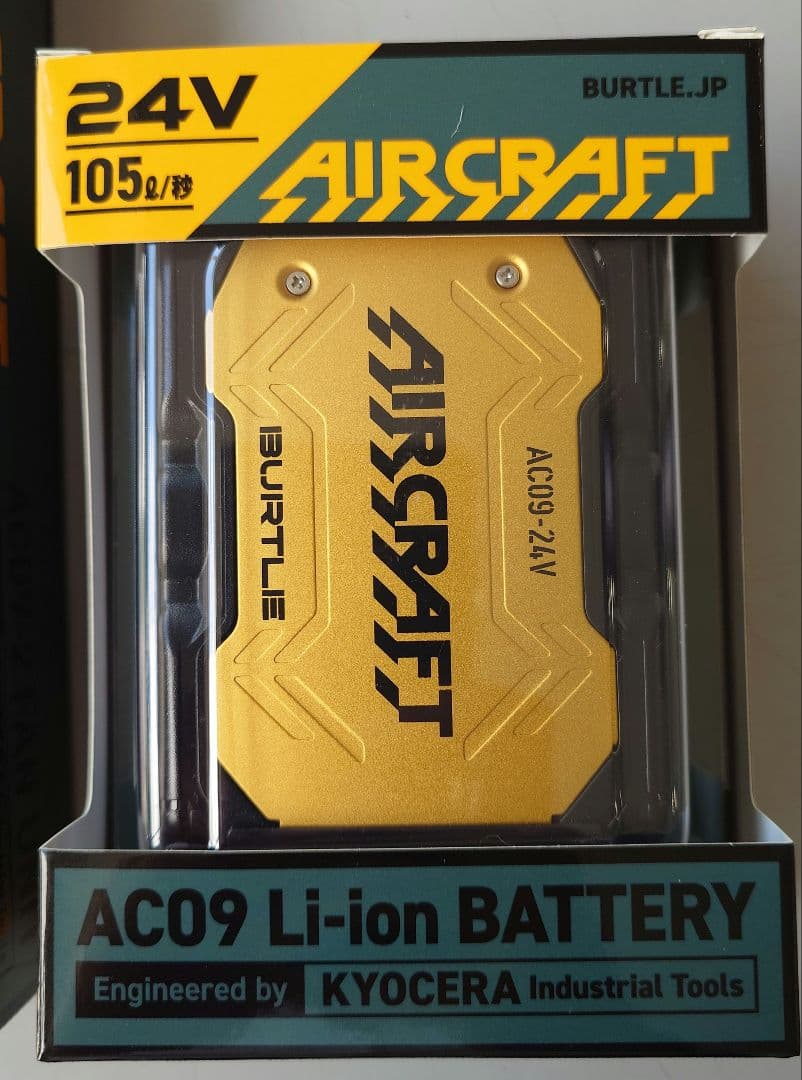 24V
105ℓ/秒
BURTLE.JP
AIRCRAFT
AIRCRAFT
BURTLE
AC09-24V
AC09 Li-ion BATTERY
Engineered by KYOCERA Industrial Tools